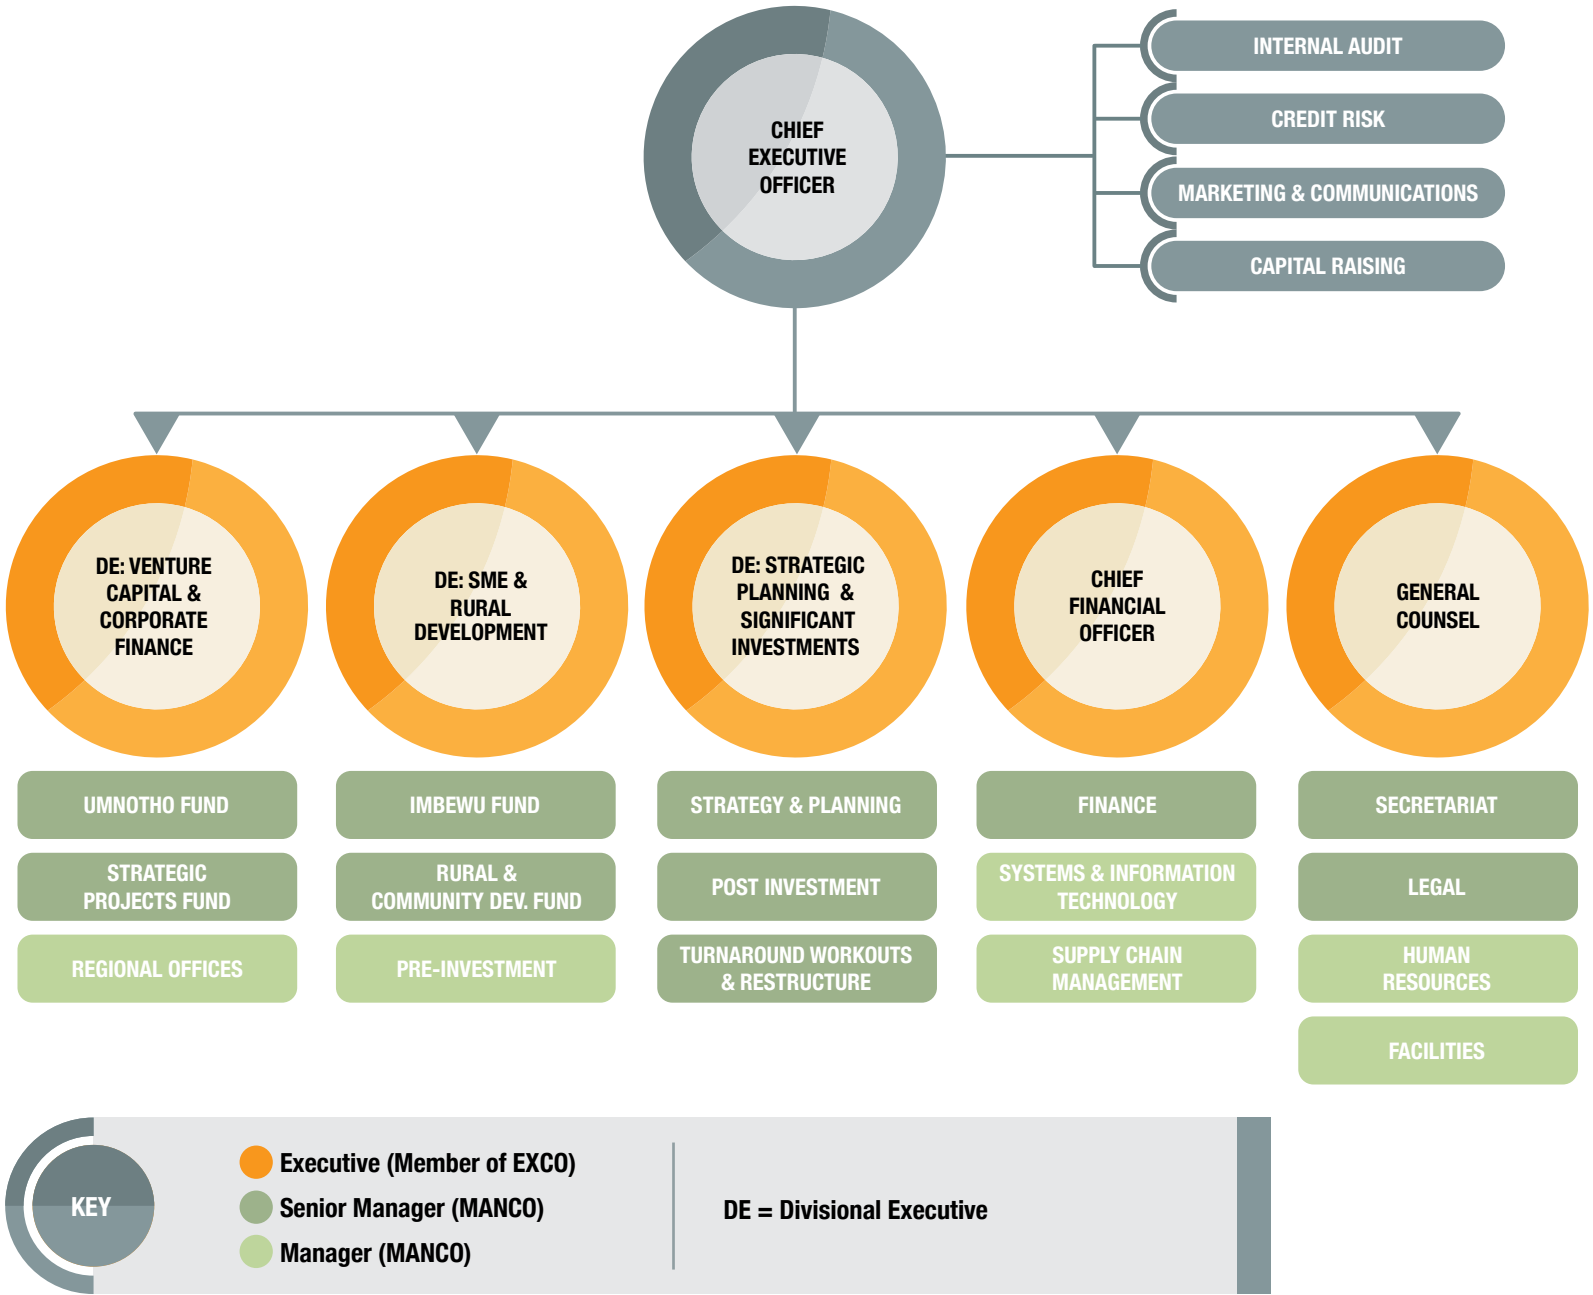 CHIEF
EXECUTIVE
OFFICER
INTERNAL AUDIT
CREDIT RISK
MARKETING & COMMUNICATIONS
CAPITAL RAISING
DE: VENTURE
CAPITAL &
CORPORATE
FINANCE
DE: SME &
RURAL
DEVELOPMENT
DE: STRATEGIC
PLANNING &
SIGNIFICANT
INVESTMENTS
CHIEF
FINANCIAL
OFFICER
GENERAL
COUNSEL
UMNOTHO FUND
STRATEGIC
PROJECTS FUND
REGIONAL OFFICES
IMBEWU FUND
RURAL &
COMMUNITY DEV. FUND
PRE-INVESTMENT
STRATEGY & PLANNING
POST INVESTMENT
TURNAROUND WORKOUTS
& RESTRUCTURE
FINANCE
SYSTEMS & INFORMATION
TECHNOLOGY
SUPPLY CHAIN
MANAGEMENT
SECRETARIAT
LEGAL
HUMAN
RESOURCES
FACILITIES
KEY
Executive (Member of EXCO)
Senior Manager (MANCO)
Manager (MANCO)
DE = Divisional Executive